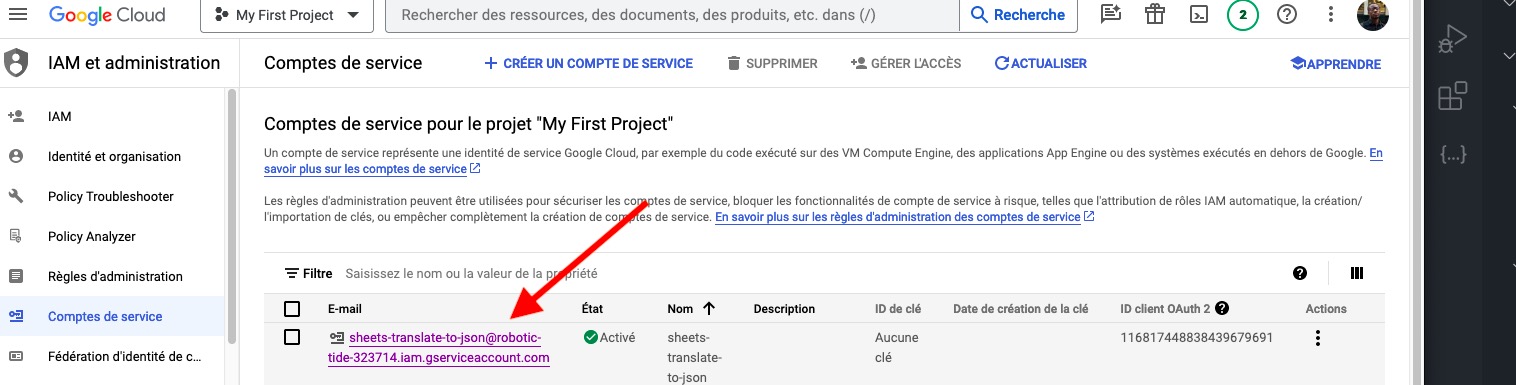 Google Cloud
My First Project
Rechercher des ressources, des documents, des produits, etc. dans (/)
Recherche
2
IAM et administration
Comptes de service
CRÉER UN COMPTE DE SERVICE
SUPPRIMER
GÉRER L'ACCÈS
ACTUALISER
APPRENDRE
IAM
Identité et organisation
Policy Troubleshooter
Policy Analyzer
Règles d'administration
Comptes de service
Fédération d'identité de c...
Comptes de service pour le projet "My First Project"
Un compte de service représente une identité de service Google Cloud, par exemple du code exécuté sur des VM Compute Engine, des applications App Engine ou des systèmes exécutés en dehors de Google. En
savoir plus sur les comptes de service
Les règles d'administration peuvent être utilisées pour sécuriser les comptes de service, bloquer les fonctionnalités de compte de service à risque, telles que l'attribution de rôles IAM automatique, la création/
l'importation de clés, ou empêcher complètement la création de comptes de service. En savoir plus sur les règles d'administration des comptes de service
Filtre Saisissez le nom ou la valeur de la propriété
E-mail État Nom Description ID de clé Date de création de la clé ID client OAuth 2 Actions
sheets-translate-to-json@robotic-
tide-323714.iam.gserviceaccount.com
Activé
sheets-
translate-
to-json
Aucune
clé
116817448838439679691